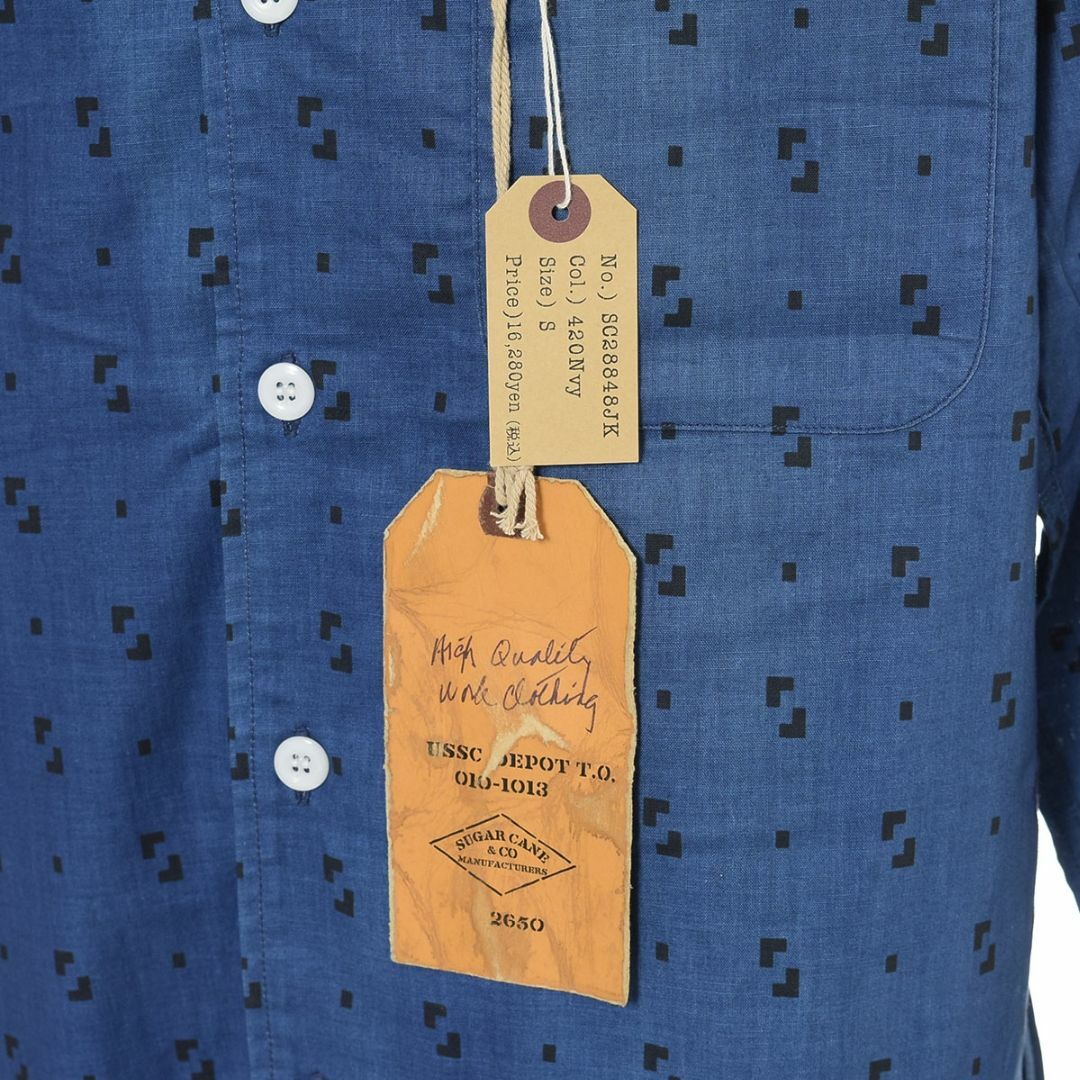 No.) SC28848JK
Col.) 420Nvy
Size) S
Price)16,280yen (税込)
High Quality
Work Clothing
USSC DEPOT T.O.
010-1013
SUGAR CANE
& CO
MANUFACTURERS
2650